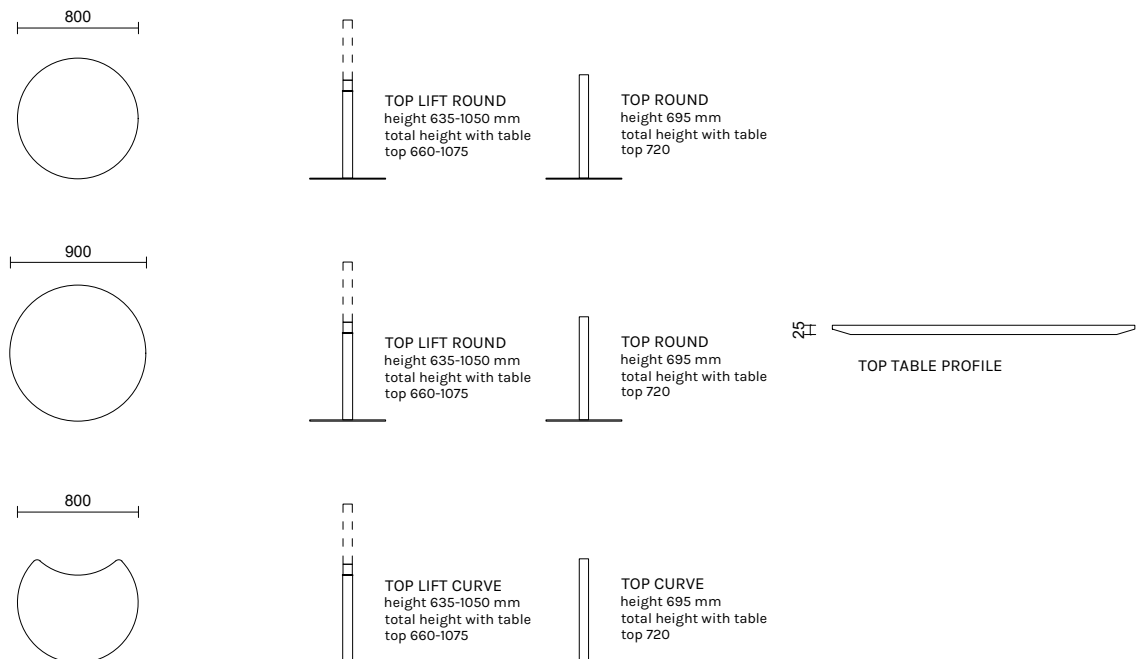 800
TOP LIFT ROUND
height 635-1050 mm
total height with table
top 660-1075
TOP ROUND
height 695 mm
total height with table
top 720
900
TOP LIFT ROUND
height 635-1050 mm
total height with table
top 660-1075
TOP ROUND
height 695 mm
total height with table
top 720
25
TOP TABLE PROFILE
800
TOP LIFT CURVE
height 635-1050 mm
total height with table
top 660-1075
TOP CURVE
height 695 mm
total height with table
top 720